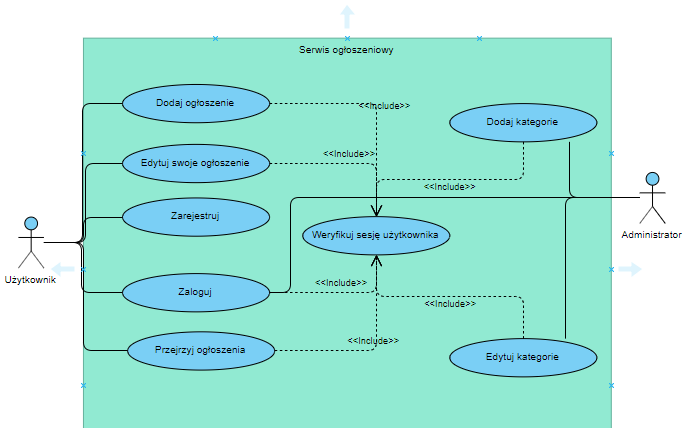 Serwis ogłoszeniowy
Dodaj ogłoszenie
<<Include>>
Dodaj kategorie
Edytuj swoje ogłoszenie
<<Include>>
<<Include>>
Zarejestruj
Weryfikuj sesję użytkownika
Administrator
Użytkownik
Zaloguj
<<Include>>
<<Include>>
Przejrzyj ogłoszenia
<<Include>>
Edytuj kategorie